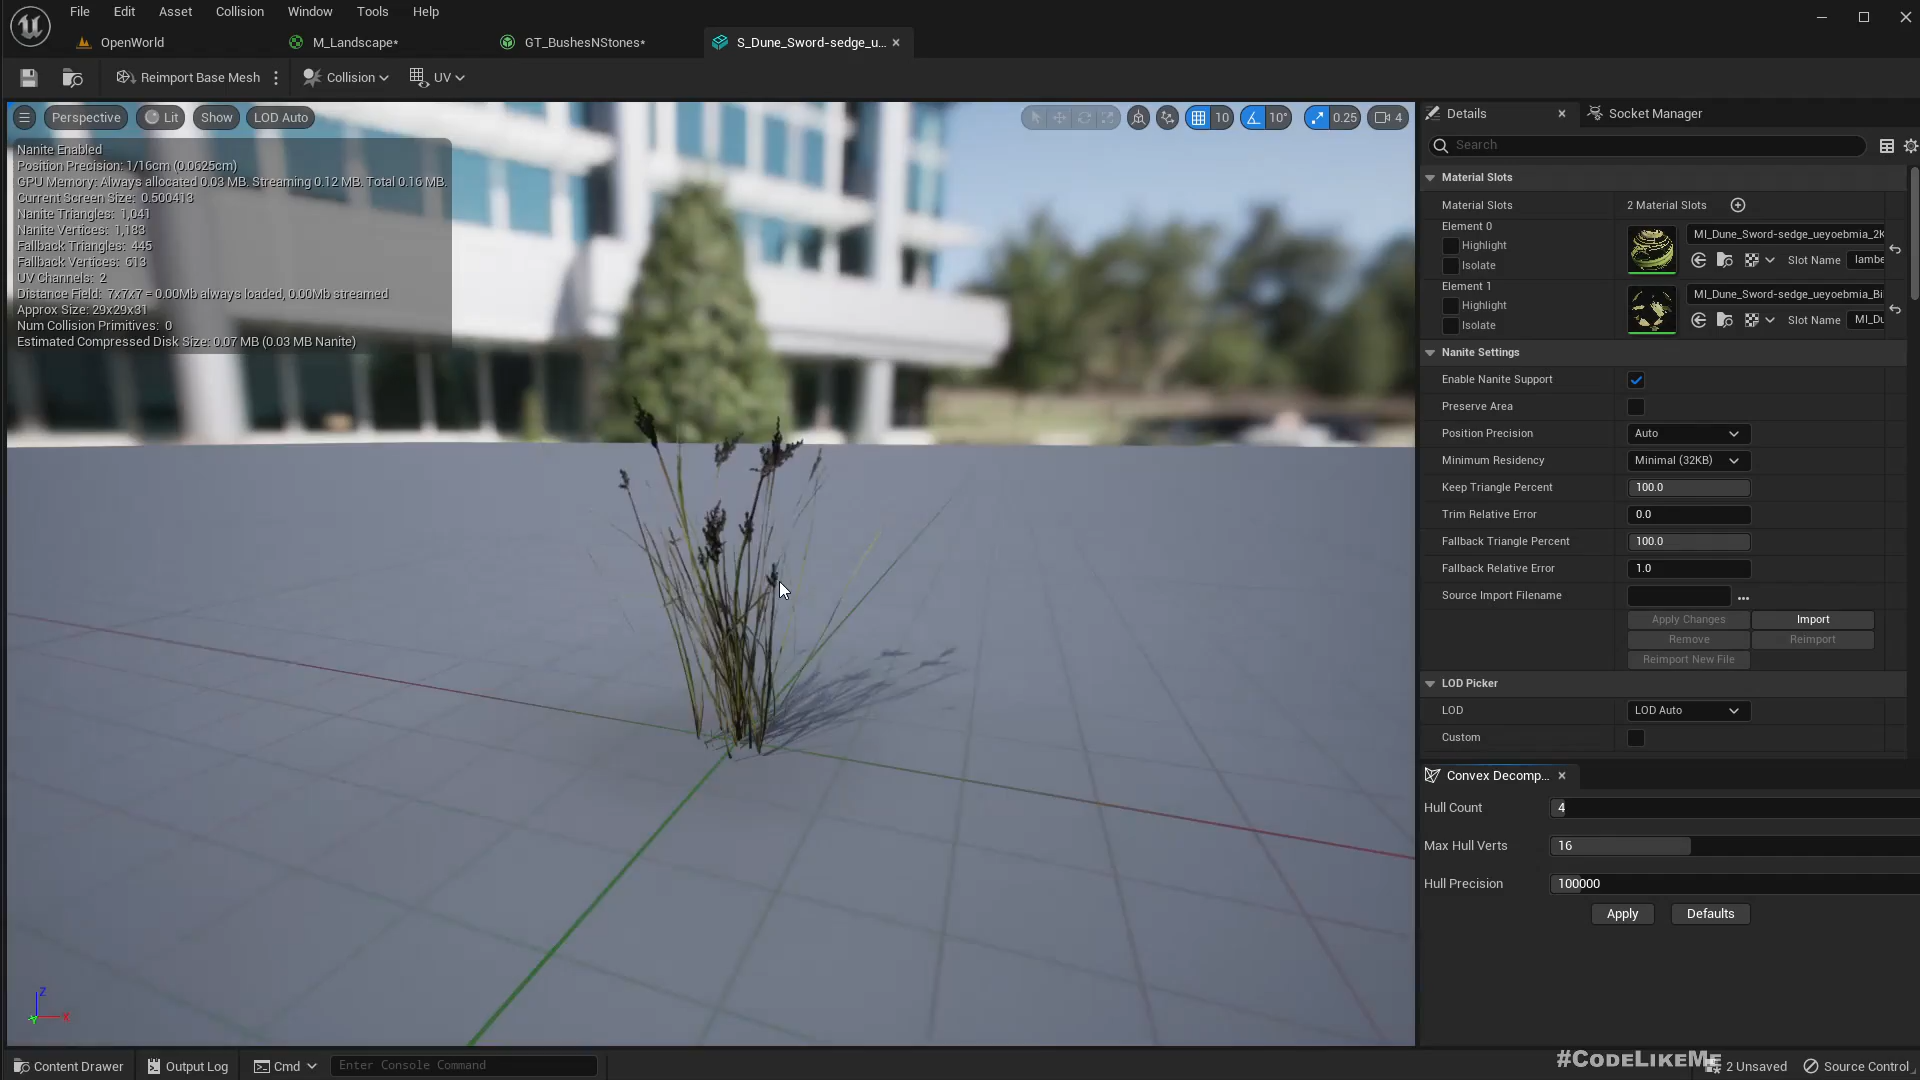 File Edit Asset Collision Window Tools Help
OpenWorld M_Landscape* GT_BushesNStones* S_Dune_Sword-sedge_u...
Reimport Base Mesh Collision UV
Perspective Lit Show LOD Auto 10 10° 0.25 4
Nanite Enabled
Position Precision: 1/16cm (0.0625cm)
GPU Memory: Always allocated 0.03 MB. Streaming 0.12 MB. Total 0.16 MB.
Current Screen Size: 0.500413
Nanite Triangles: 1,041
Nanite Vertices: 1,183
Fallback Triangles: 445
Fallback Vertices: 613
UV Channels: 2
Distance Field: 7x7x7 = 0.00Mb always loaded, 0.00Mb streamed
Approx Size: 29x29x31
Num Collision Primitives: 0
Estimated Compressed Disk Size: 0.07 MB (0.03 MB Nanite)
Z
Y
X
Details Socket Manager
Search
Material Slots
Material Slots 2 Material Slots
Element 0
Highlight
Isolate
MI_Dune_Sword-sedge_ueyoebmia_2K
Slot Name lambe
Element 1
Highlight
Isolate
MI_Dune_Sword-sedge_ueyoebmia_Bi
Slot Name MI_Du
Nanite Settings
Enable Nanite Support
Preserve Area
Position Precision Auto
Minimum Residency Minimal (32KB)
Keep Triangle Percent 100.0
Trim Relative Error 0.0
Fallback Triangle Percent 100.0
Fallback Relative Error 1.0
Source Import Filename ...
Apply Changes Import
Remove Reimport
Reimport New File
LOD Picker
LOD LOD Auto
Custom
Convex Decomp...
Hull Count 4
Max Hull Verts 16
Hull Precision 100000
Apply Defaults
Content Drawer Output Log Cmd Enter Console Command #CodeLikeMe 2 Unsaved Source Control